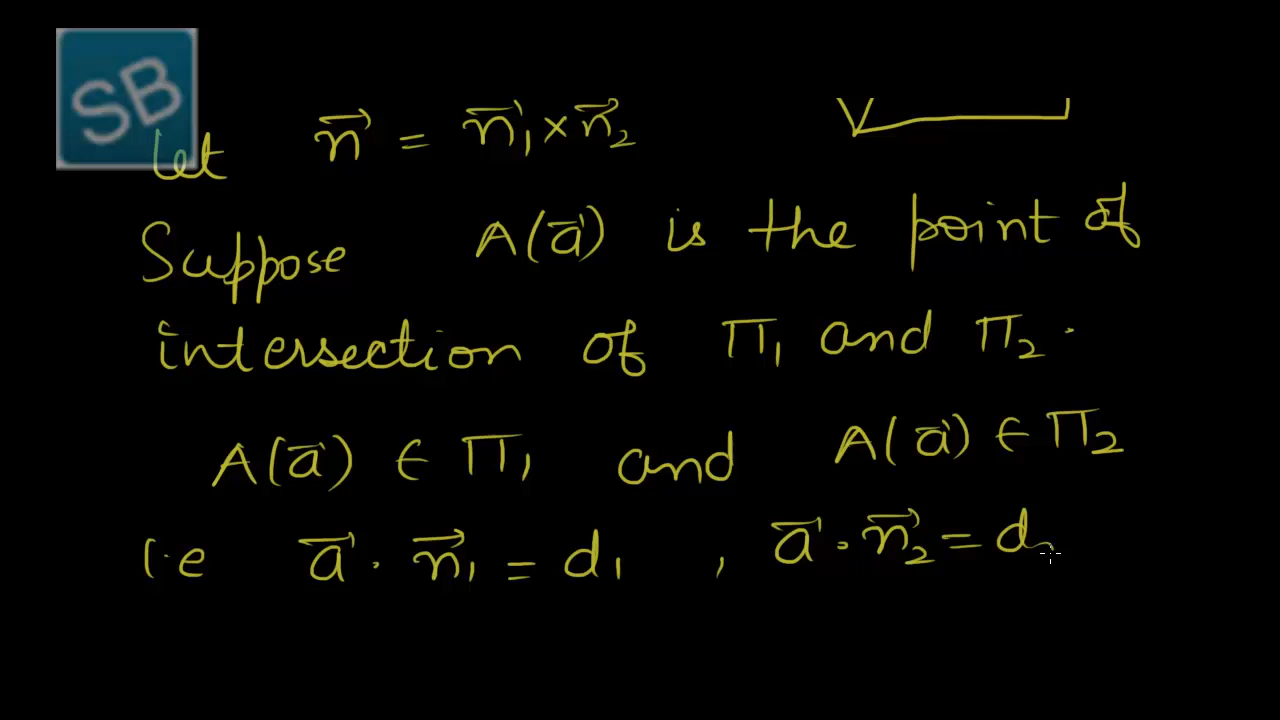 SB
Let n⃗ = n⃗₁ × n⃗₂
Suppose A(a⃗) is the point of
intersection of Π₁ and Π₂.
A(a⃗) ∈ Π₁ and A(a⃗) ∈ Π₂
i.e a⃗ · n⃗₁ = d₁ , a⃗ · n⃗₂ = d